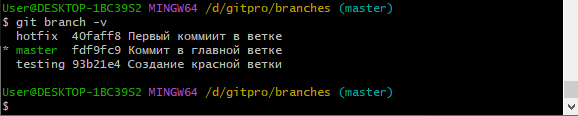 User@DESKTOP-1BC39S2 MINGW64 /d/gitpro/branches (master)
$ git branch -v
  hotfix  40faff8 Первый коммиит в ветке
* master  fdf9fc9 Коммит в главной ветке
  testing 93b21e4 Создание красной ветки
User@DESKTOP-1BC39S2 MINGW64 /d/gitpro/branches (master)
$